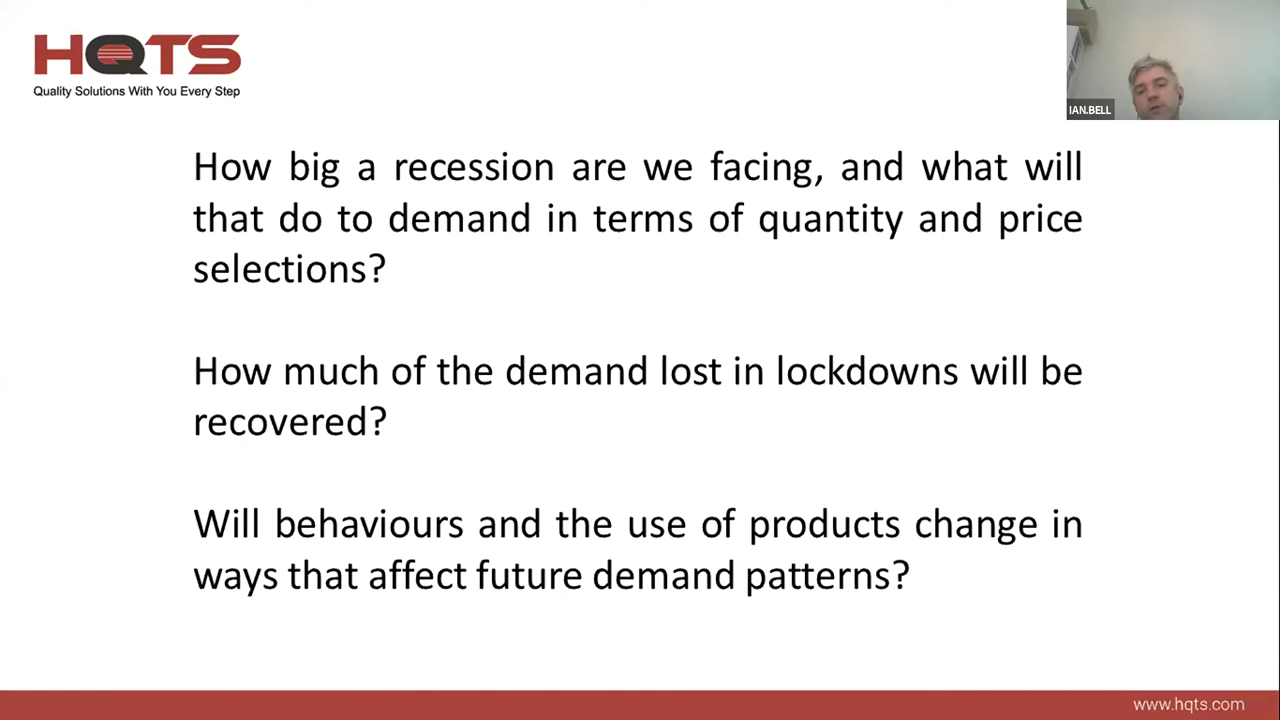 HQTS
Quality Solutions With You Every Step
IAN.BELL
How big a recession are we facing, and what will
that do to demand in terms of quantity and price
selections?
How much of the demand lost in lockdowns will be
recovered?
Will behaviours and the use of products change in
ways that affect future demand patterns?
www.hqts.com